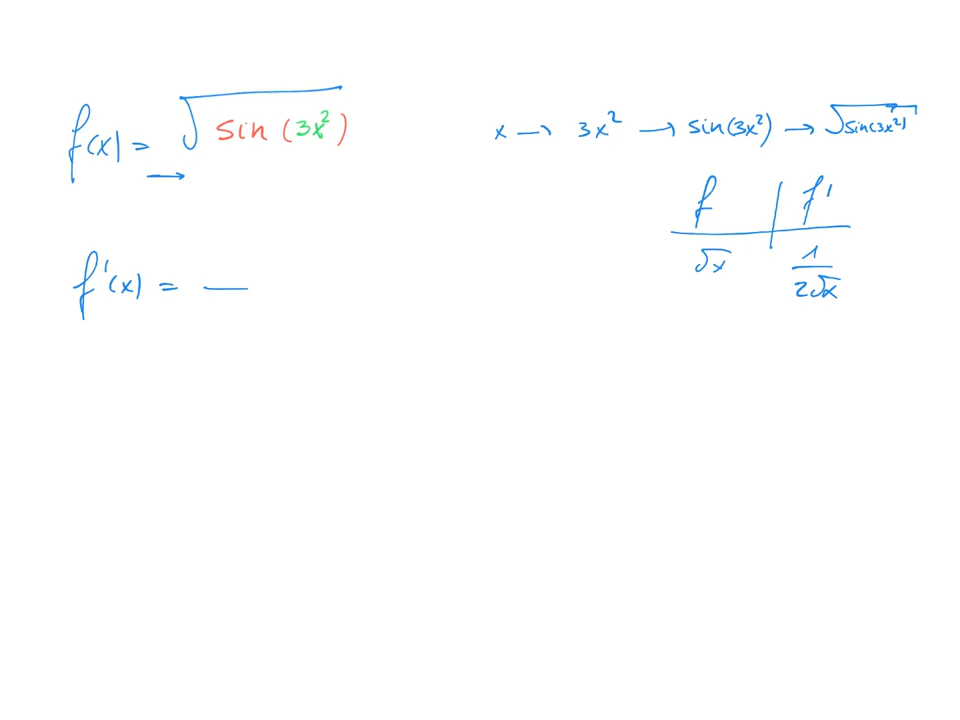 f(x) = √sin(3x²)
x → 3x² → sin(3x²) → √sin(3x²)
f | f'
√x | 1/2√x
f'(x) = —